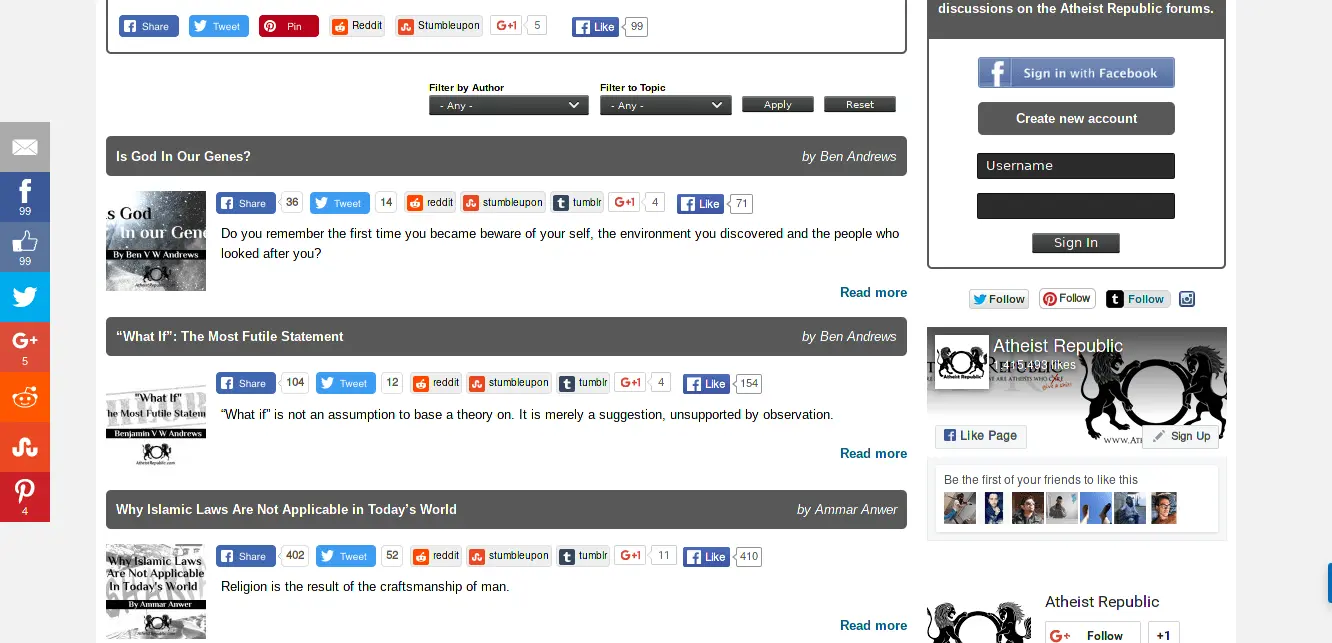 discussions on the Atheist Republic forums.
Share Tweet Pin Reddit Stumbleupon G+1 5 Like 99
Filter by Author Filter to Topic
- Any - - Any - Apply Reset
Sign in with Facebook
Create new account
Username
Sign In
99
99
5
4
Is God In Our Genes? by Ben Andrews
Share 36 Tweet 14 reddit stumbleupon tumblr G+1 4 Like 71
is God
In our Gene
By Ben V W Andrews
AtheistRepublic.com
Do you remember the first time you became beware of your self, the environment you discovered and the people who
looked after you?
Read more
“What If”: The Most Futile Statement by Ben Andrews
Share 104 Tweet 12 reddit stumbleupon tumblr G+1 4 Like 154
"What If"
he Most Futile Statem
Benjamin V W Andrews
AtheistRepublic.com
“What if” is not an assumption to base a theory on. It is merely a suggestion, unsupported by observation.
Read more
Why Islamic Laws Are Not Applicable in Today’s World by Ammar Anwer
Share 402 Tweet 52 reddit stumbleupon tumblr G+1 11 Like 410
Why Islamic Laws
Are Not Applicable
In Today's World
By Ammar Anwer
Religion is the result of the craftsmanship of man.
Read more
Follow Follow Follow
Atheist Republic
1,415,493 likes
Atheist Republic
Like Page Sign Up
Be the first of your friends to like this
Atheist Republic
G+ Follow +1